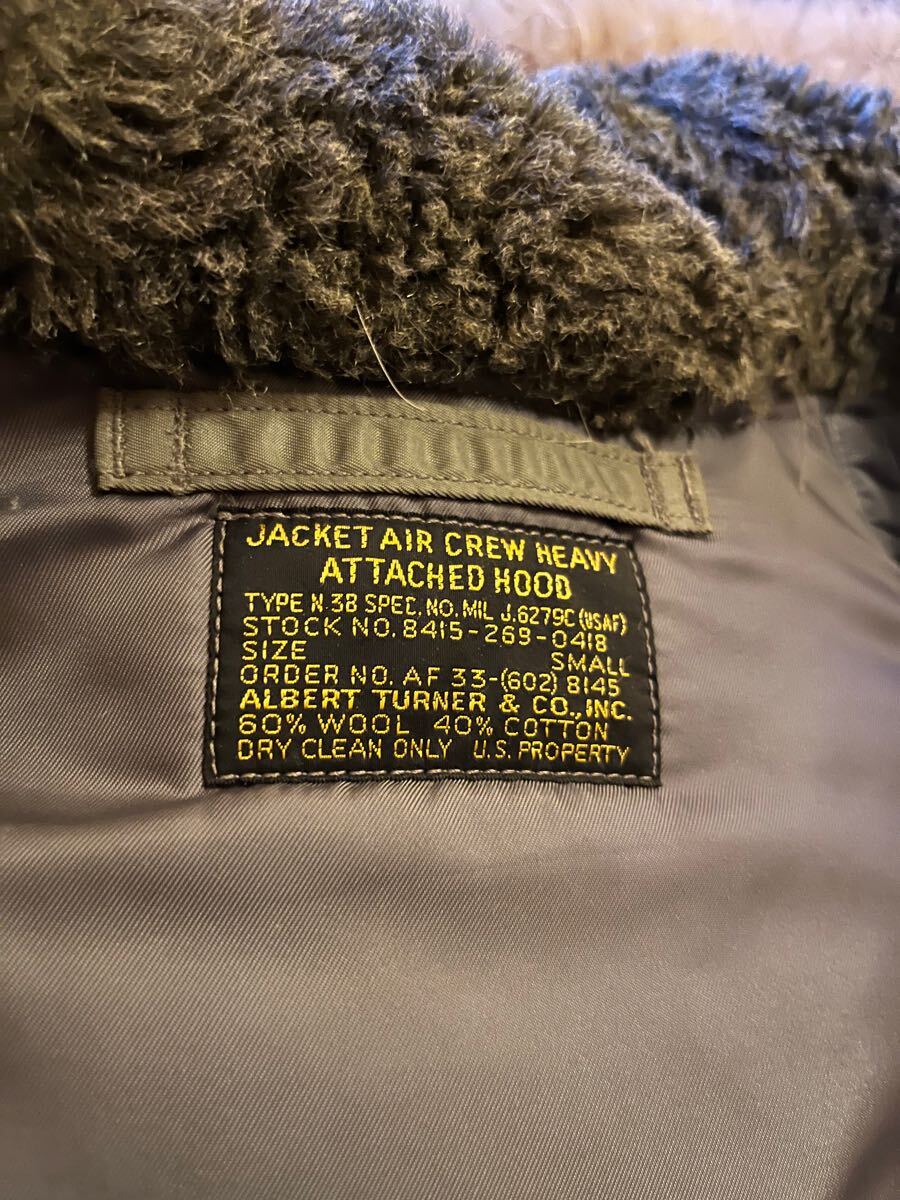 JACKET AIR CREW HEAVY
ATTACHED HOOD
TYPE N-3B SPEC. NO. MIL J.6279C (USAF)
STOCK NO. 8415-269-0418
SIZE SMALL
ORDER NO. AF 33-(602) 8145
ALBERT TURNER & CO., INC.
60% WOOL 40% COTTON
DRY CLEAN ONLY U.S. PROPERTY